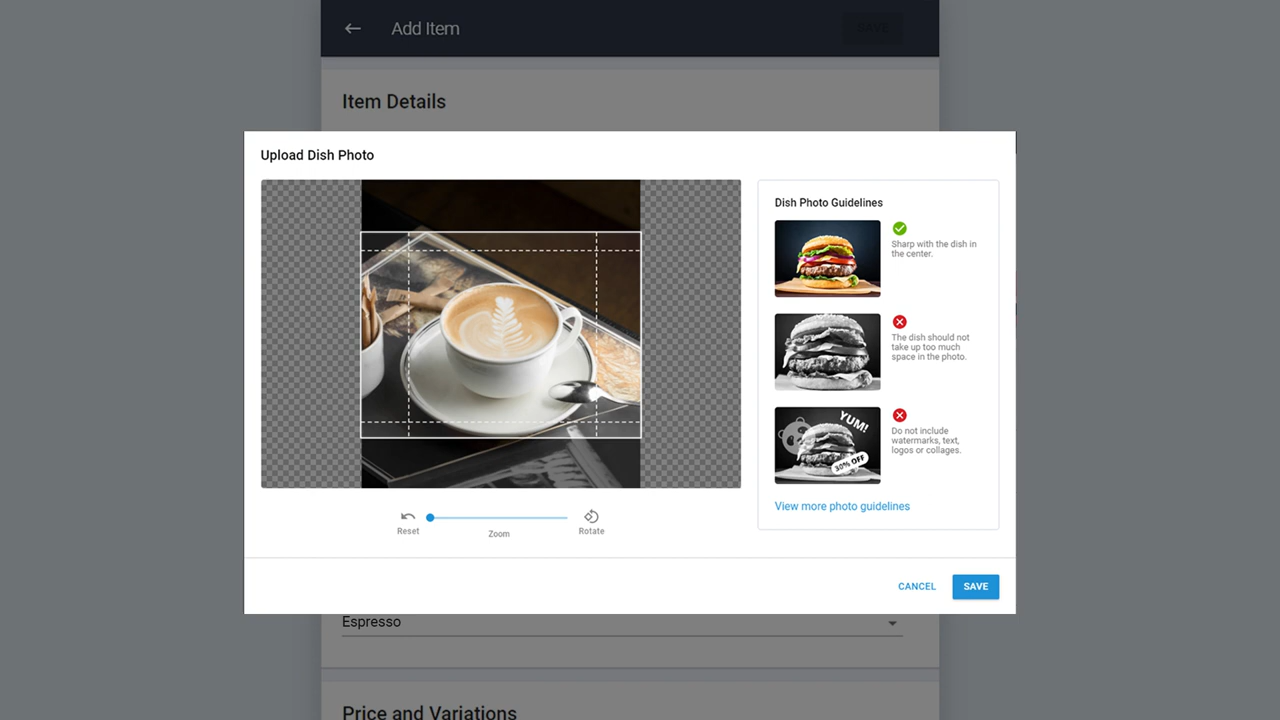 Add Item
SAVE
Item Details
Upload Dish Photo
Dish Photo Guidelines
Sharp with the dish in
the center.
The dish should not
take up too much
space in the photo.
YUM!
30% OFF
Do not include
watermarks, text,
logos or collages.
View more photo guidelines
Reset
Zoom
Rotate
CANCEL
SAVE
Espresso
Price and Variations